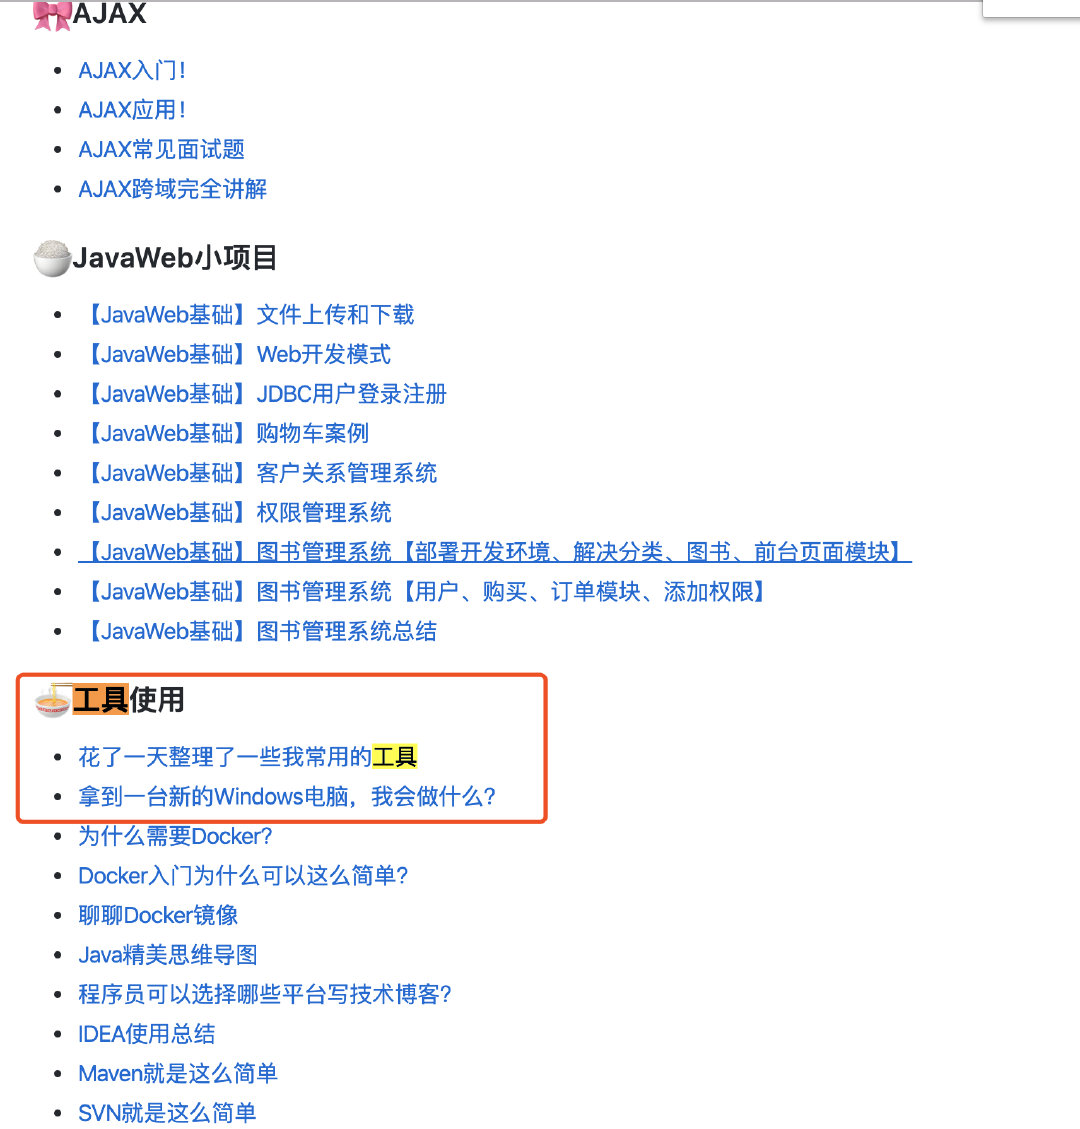 AJAX
AJAX入门!
AJAX应用!
AJAX常见面试题
AJAX跨域完全讲解
JavaWeb小项目
【JavaWeb基础】文件上传和下载
【JavaWeb基础】Web开发模式
【JavaWeb基础】JDBC用户登录注册
【JavaWeb基础】购物车案例
【JavaWeb基础】客户关系管理系统
【JavaWeb基础】权限管理系统
【JavaWeb基础】图书管理系统【部署开发环境、解决分类、图书、前台页面模块】
【JavaWeb基础】图书管理系统【用户、购买、订单模块、添加权限】
【JavaWeb基础】图书管理系统总结
工具使用
花了一天整理了一些我常用的工具
拿到一台新的Windows电脑，我会做什么?
为什么需要Docker?
Docker入门为什么可以这么简单?
聊聊Docker镜像
Java精美思维导图
程序员可以选择哪些平台写技术博客?
IDEA使用总结
Maven就是这么简单
SVN就是这么简单